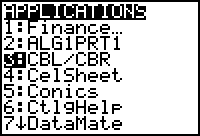 APPLICATIONS
1:Finance…
2:ALG1PRT1
3:CBL/CBR
4:CelSheet
5:Conics
6:CtlgHelp
7↓DataMate